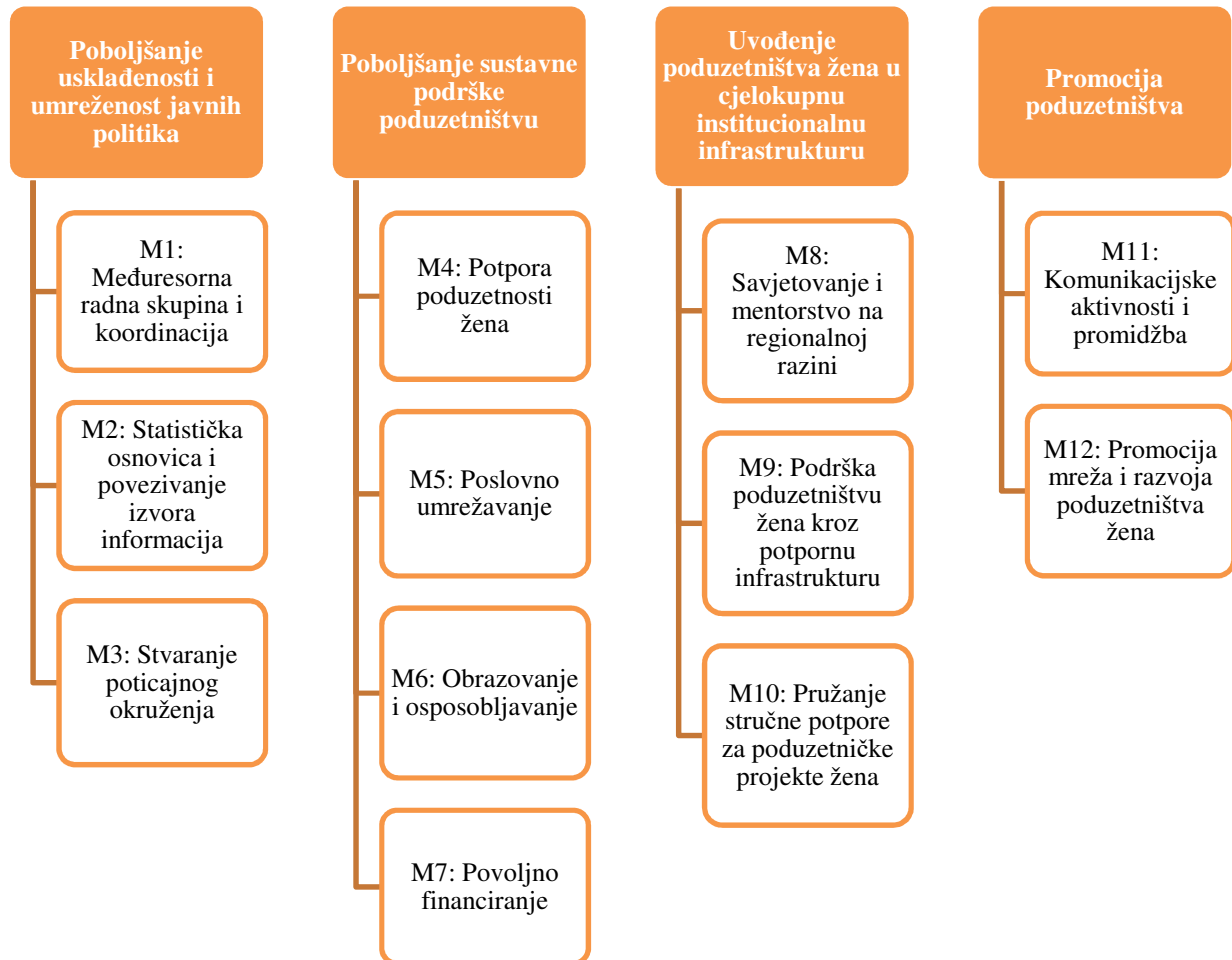 Poboljšanje
usklađenosti i
umreženost javnih
politika
M1:
Međuresorna
radna skupina i
koordinacija
M2: Statistička
osnovica i
povezivanje
izvora
informacija
M3: Stvaranje
poticajnog
okruženja
Poboljšanje sustavne
podrške
poduzetništvu
M4: Potpora
poduzetnosti
žena
M5: Poslovno
umrežavanje
M6: Obrazovanje
i osposobljavanje
M7: Povoljno
financiranje
Uvođenje
poduzetništva žena u
cjelokupnu
institucionalnu
infrastrukturu
M8:
Savjetovanje i
mentorstvo na
regionalnoj
razini
M9: Podrška
poduzetništvu
žena kroz
potpornu
infrastrukturu
M10: Pružanje
stručne potpore
za poduzetničke
projekte žena
Promocija
poduzetništva
M11:
Komunikacijske
aktivnosti i
promidžba
M12: Promocija
mreža i razvoja
poduzetništva
žena